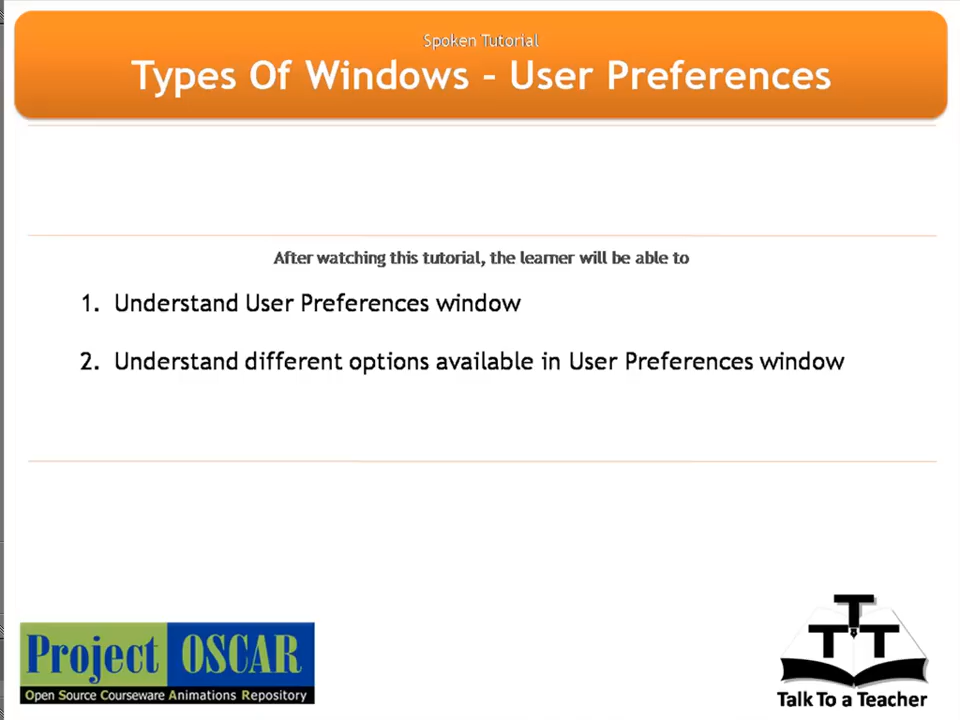 Spoken Tutorial
Types Of Windows – User Preferences
After watching this tutorial, the learner will be able to
1. Understand User Preferences window
2. Understand different options available in User Preferences window
Project OSCAR
Open Source Courseware Animations Repository
T
T T
Talk To a Teacher